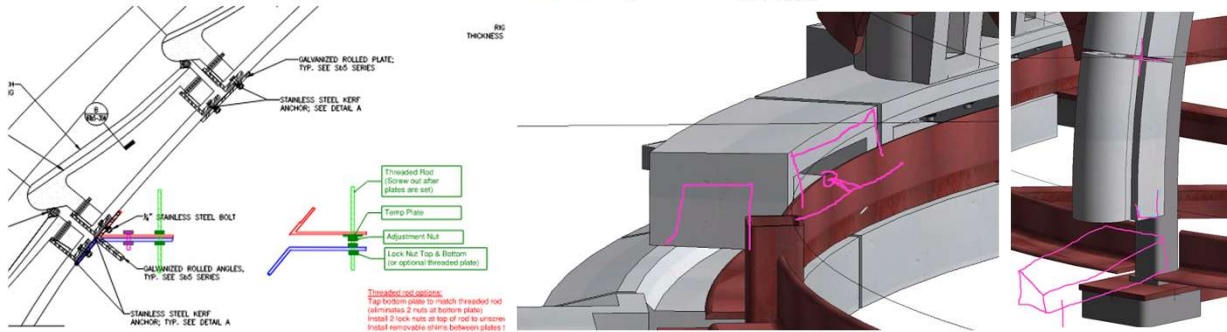 RIG
THICKNESS
GALVANIZED ROLLED PLATE;
TYP. SEE S65 SERIES
STAINLESS STEEL KERF
ANCHOR; SEE DETAIL A
B
Threaded Rod
(Screw out after
plates are set)
Temp Plate
Adjustment Nut
Lock Nut Top & Bottom
(or optional threaded plate)
¾" STAINLESS STEEL BOLT
GALVANIZED ROLLED ANGLES,
TYP. SEE S65 SERIES
STAINLESS STEEL KERF
ANCHOR; TYP. SEE DETAIL A
Threaded rod options:
Tap bottom plate to match threaded rod
(eliminates 2 nuts at bottom plate)
Install 2 lock nuts at top of rod to unscrew
Install removable shims between plates